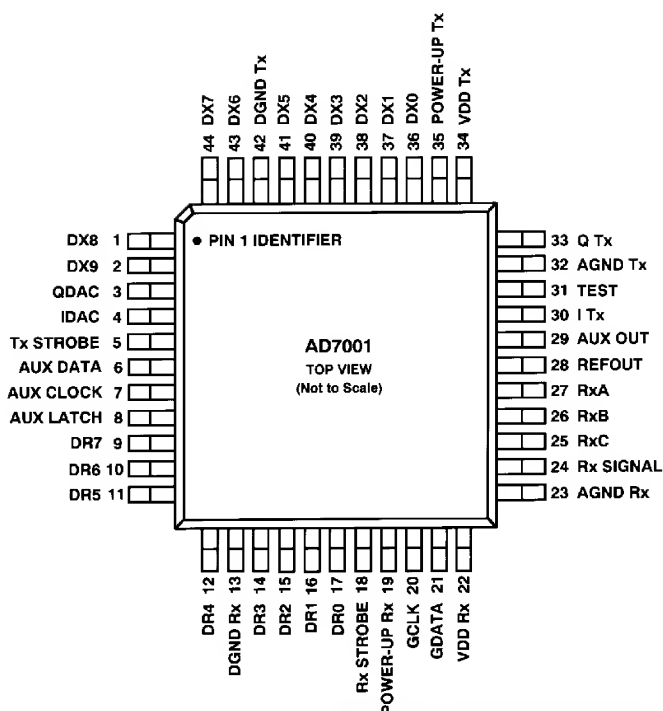 44 DX7
43 DX6
42 DGND Tx
41 DX5
40 DX4
39 DX3
38 DX2
37 DX1
36 DX0
35 POWER-UP Tx
34 VDD Tx
DX8 1
DX9 2
QDAC 3
IDAC 4
Tx STROBE 5
AUX DATA 6
AUX CLOCK 7
AUX LATCH 8
DR7 9
DR6 10
DR5 11
PIN 1 IDENTIFIER
AD7001
TOP VIEW
(Not to Scale)
33 Q Tx
32 AGND Tx
31 TEST
30 I Tx
29 AUX OUT
28 REFOUT
27 RxA
26 RxB
25 RxC
24 Rx SIGNAL
23 AGND Rx
DR4 12
DGND Rx 13
DR3 14
DR2 15
DR1 16
DR0 17
Rx STROBE 18
POWER-UP Rx 19
GCLK 20
GDATA 21
VDD Rx 22